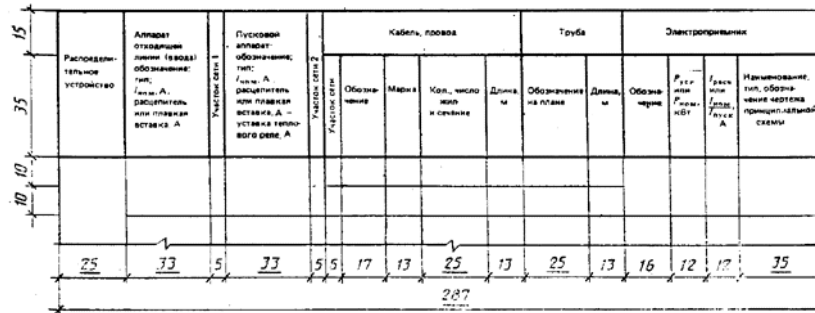 15
35
10
10
Распредели-
тельное
устройство
Аппарат
отходящей
линии (ввода)
обозначение;
тип;
Iном, А,
расцепитель
или плавкая
вставка, А
Участок сети 1
Пусковой
аппарат-
обозначение;
тип;
Iном, А,
расцепитель
или плавкая
вставка, А –
уставка тепло-
вого реле, А
Участок сети 2
Кабель, провод
Участок сети
Обозна-
чение
Марка
Кол., число
жил
и сечение
Длина,
м
Труба
Обозначение
на плане
Длина,
м
Электроприемник
Обозна-
чение
Pуст
или
Pном,
кВт
Iрасч
или
Iном
Iпуск
А
Наименование,
тип, обозна-
чение чертежа
принципиальной
схемы
25 33 5 33 5 5 17 13 25 13 25 13 16 12 12 35
287